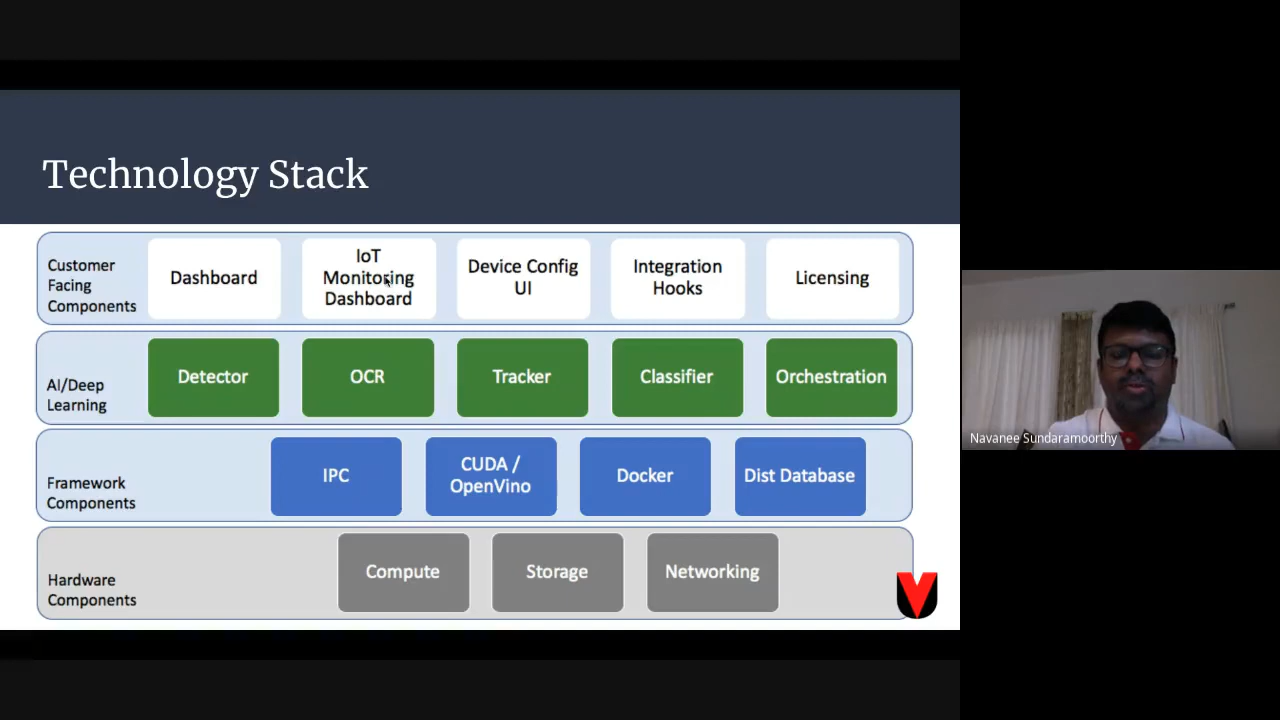 Technology Stack
Customer
Facing
Components
Dashboard
IoT
Monitoring
Dashboard
Device Config
UI
Integration
Hooks
Licensing
AI/Deep
Learning
Detector
OCR
Tracker
Classifier
Orchestration
Framework
Components
IPC
CUDA /
OpenVino
Docker
Dist Database
Hardware
Components
Compute
Storage
Networking
Navanee Sundaramoorthy